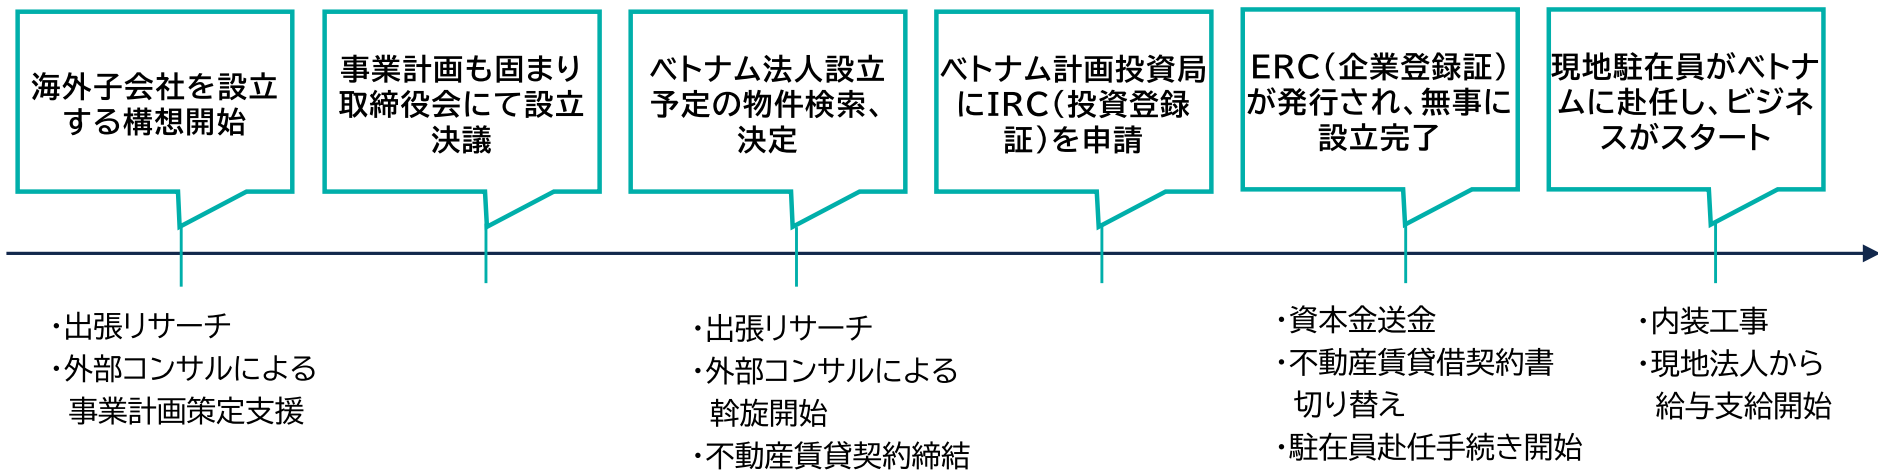 海外子会社を設立
する構想開始
事業計画も固まり
取締役会にて設立
決議
ベトナム法人設立
予定の物件検索、
決定
ベトナム計画投資局
にIRC(投資登録
証)を申請
ERC(企業登録証)
が発行され、無事に
設立完了
現地駐在員がベトナ
ムに赴任し、ビジネ
スがスタート
・出張リサーチ
・外部コンサルによる
事業計画策定支援
・出張リサーチ
・外部コンサルによる
斡旋開始
・不動産賃貸契約締結
・資本金送金
・不動産賃貸借契約書
切り替え
・駐在員赴任手続き開始
・内装工事
・現地法人から
給与支給開始